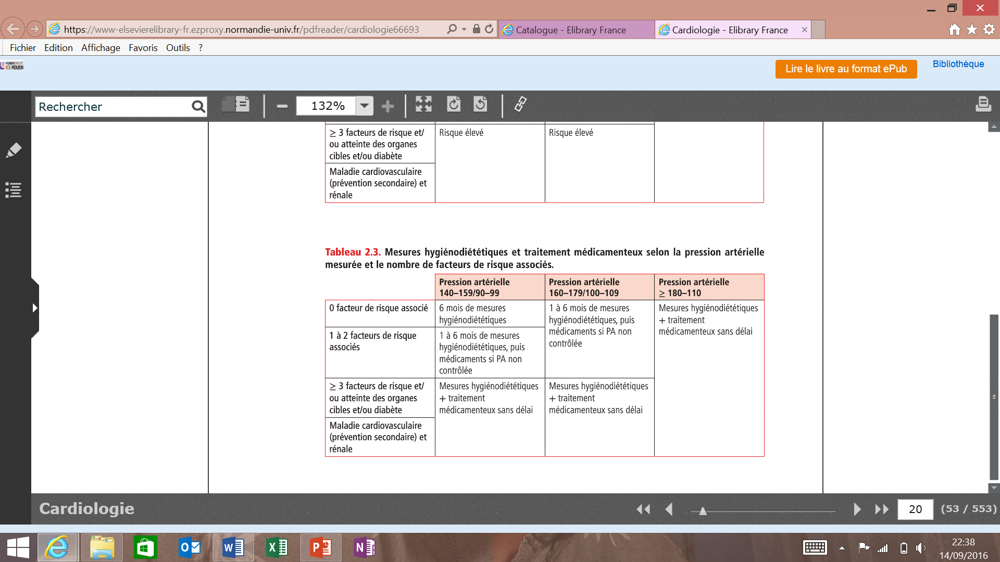 https://www-elsevierelibrary-fr.ezproxy.normandie-univ.fr/pdfreader/cardiologie66693
Catalogue - Elibrary France
Cardiologie - Elibrary France
Fichier Edition Affichage Favoris Outils ?
Lire le livre au format ePub
Bibliothèque
Rechercher
132%
≥ 3 facteurs de risque et/
ou atteinte des organes
cibles et/ou diabète
Risque élevé
Risque élevé
Maladie cardiovasculaire
(prévention secondaire) et
rénale
Tableau 2.3. Mesures hygiénodiététiques et traitement médicamenteux selon la pression artérielle
mesurée et le nombre de facteurs de risque associés.
Pression artérielle
140–159/90–99
Pression artérielle
160–179/100–109
Pression artérielle
≥ 180–110
0 facteur de risque associé
6 mois de mesures
hygiénodiététiques
1 à 6 mois de mesures
hygiénodiététiques, puis
médicaments si PA non
contrôlée
Mesures hygiénodiététiques
+ traitement
médicamenteux sans délai
1 à 2 facteurs de risque
associés
1 à 6 mois de mesures
hygiénodiététiques, puis
médicaments si PA non
contrôlée
≥ 3 facteurs de risque et/
ou atteinte des organes
cibles et/ou diabète
Mesures hygiénodiététiques
+ traitement
médicamenteux sans délai
Mesures hygiénodiététiques
+ traitement
médicamenteux sans délai
Maladie cardiovasculaire
(prévention secondaire) et
rénale
Cardiologie
20
(53 / 553)
22:38
14/09/2016